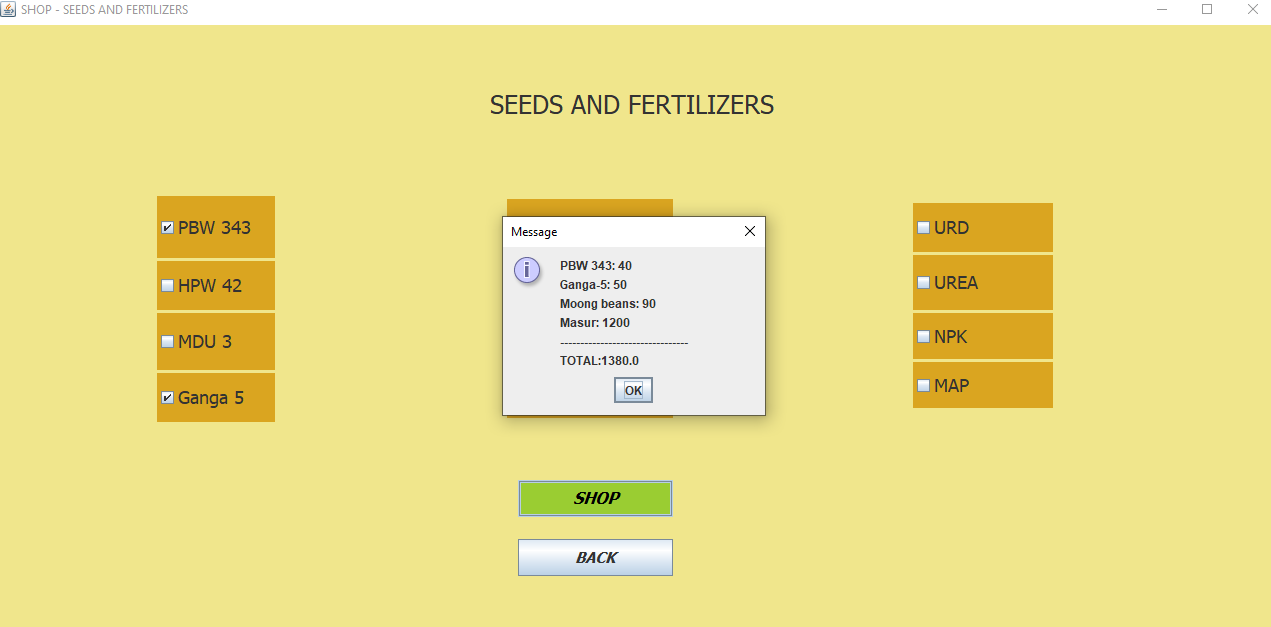 SHOP - SEEDS AND FERTILIZERS
SEEDS AND FERTILIZERS
PBW 343
HPW 42
MDU 3
Ganga 5
Message
PBW 343: 40
Ganga-5: 50
Moong beans: 90
Masur: 1200
--------------------------------
TOTAL:1380.0
OK
URD
UREA
NPK
MAP
SHOP
BACK